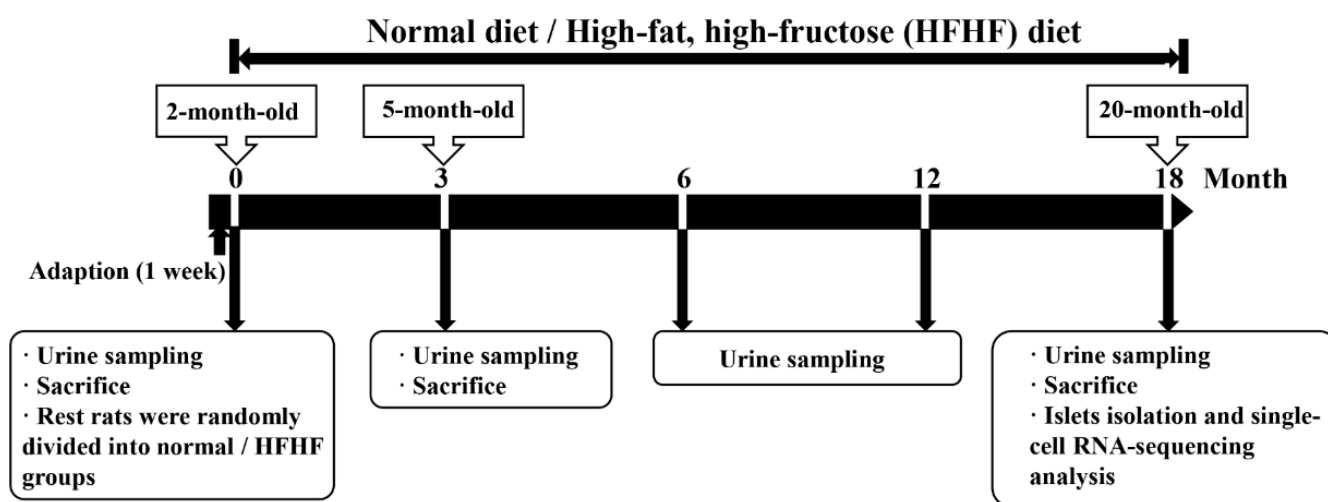 Normal diet / High-fat, high-fructose (HFHF) diet
2-month-old
5-month-old
20-month-old
0
3
6
12
18
Month
Adaption (1 week)
· Urine sampling
· Sacrifice
· Rest rats were randomly
divided into normal / HFHF
groups
· Urine sampling
· Sacrifice
Urine sampling
· Urine sampling
· Sacrifice
· Islets isolation and single-
cell RNA-sequencing
analysis